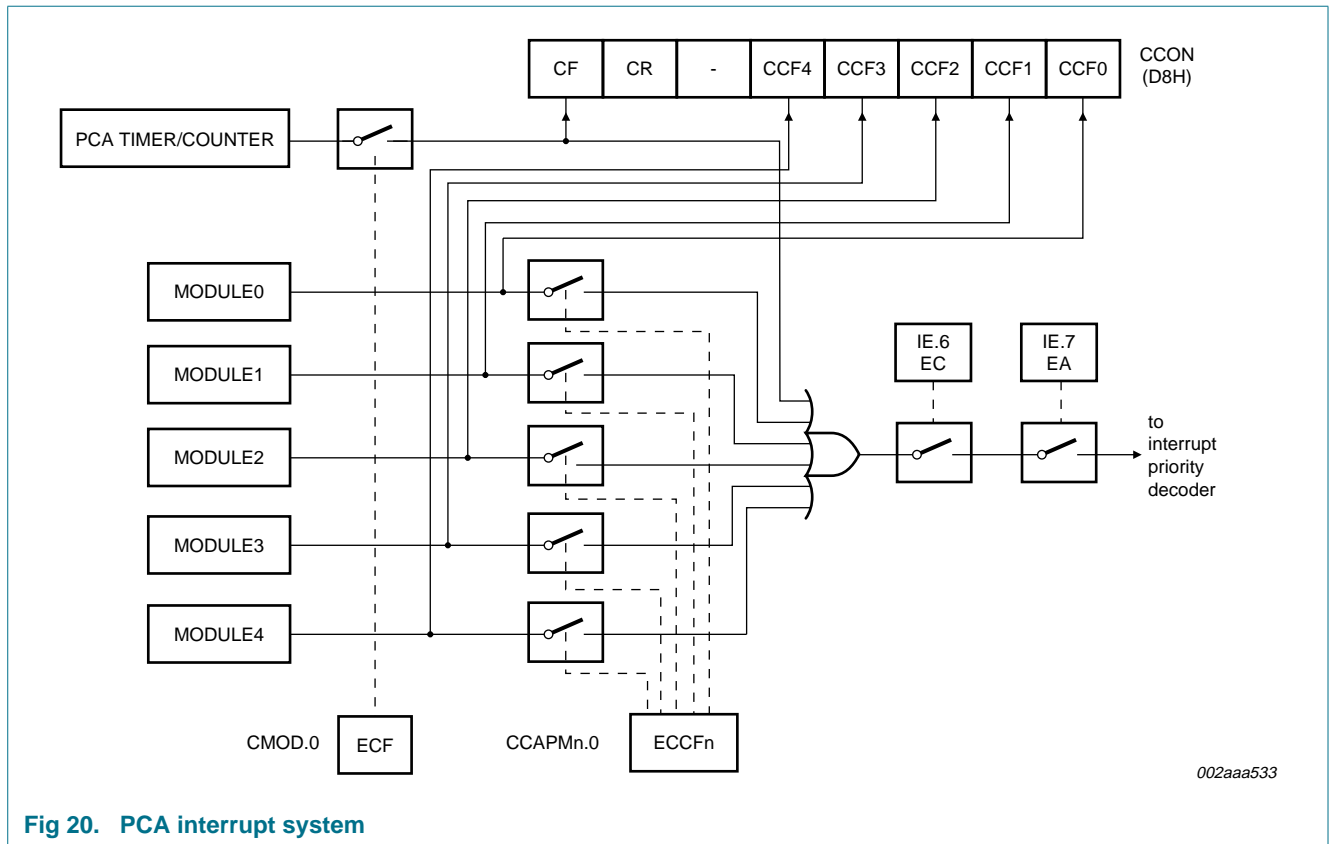 CF CR - CCF4 CCF3 CCF2 CCF1 CCF0
CCON
(D8H)
PCA TIMER/COUNTER
MODULE0
MODULE1
MODULE2
MODULE3
MODULE4
IE.6
EC
IE.7
EA
to
interrupt
priority
decoder
CMOD.0
ECF
CCAPMn.0
ECCFn
002aaa533
Fig 20. PCA interrupt system